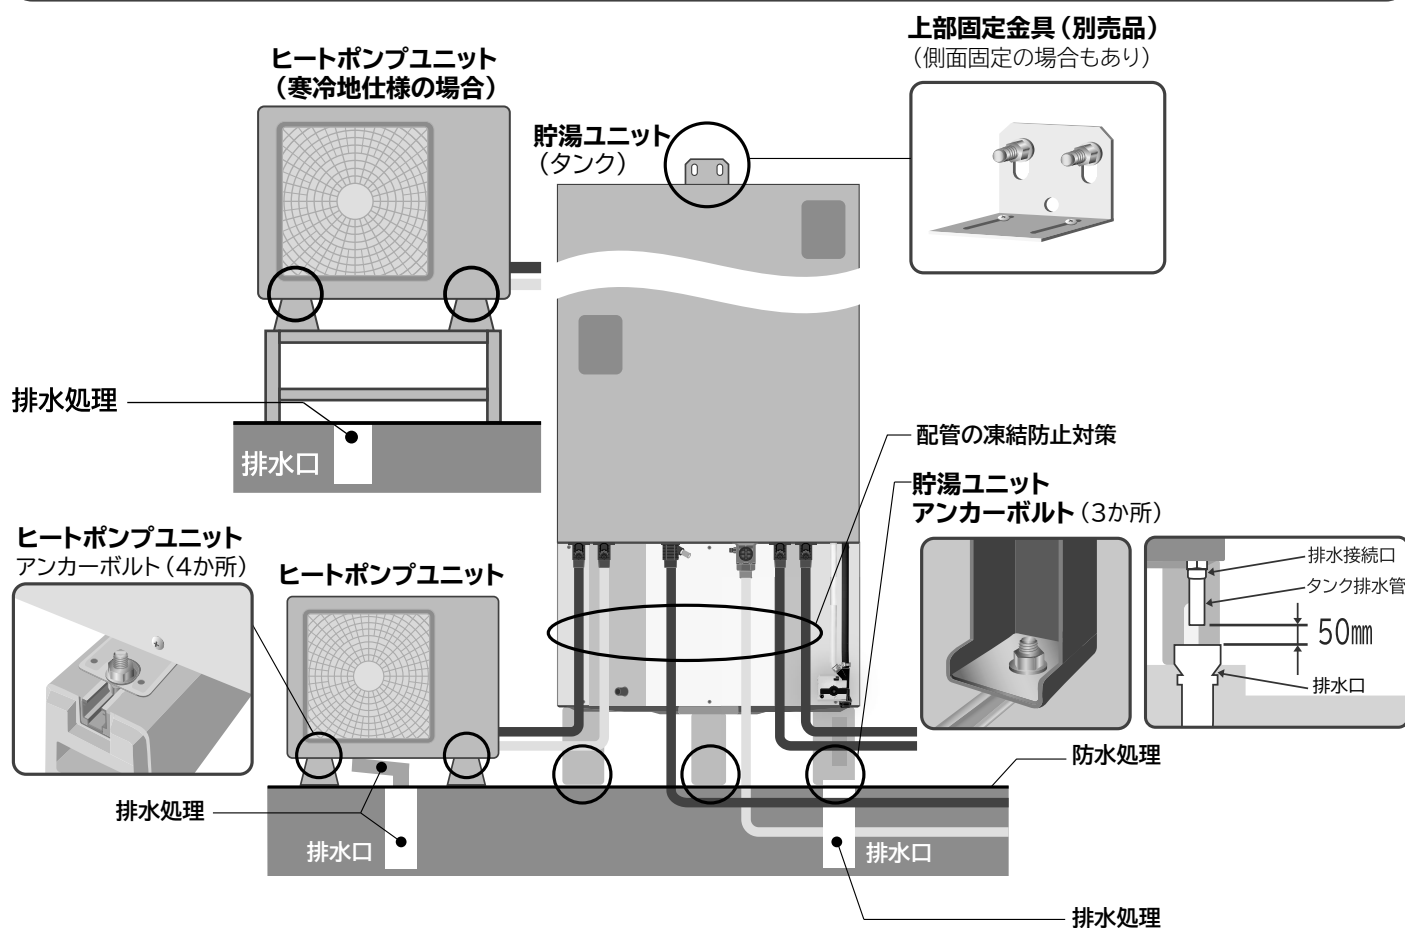 上部固定金具（別売品）
（側面固定の場合もあり）
ヒートポンプユニット
（寒冷地仕様の場合）
貯湯ユニット
（タンク）
排水処理
排水口
配管の凍結防止対策
貯湯ユニット
アンカーボルト（3か所）
ヒートポンプユニット
アンカーボルト（4か所）
ヒートポンプユニット
排水接続口
タンク排水管
50㎜
排水口
防水処理
排水処理
排水口
排水口
排水処理